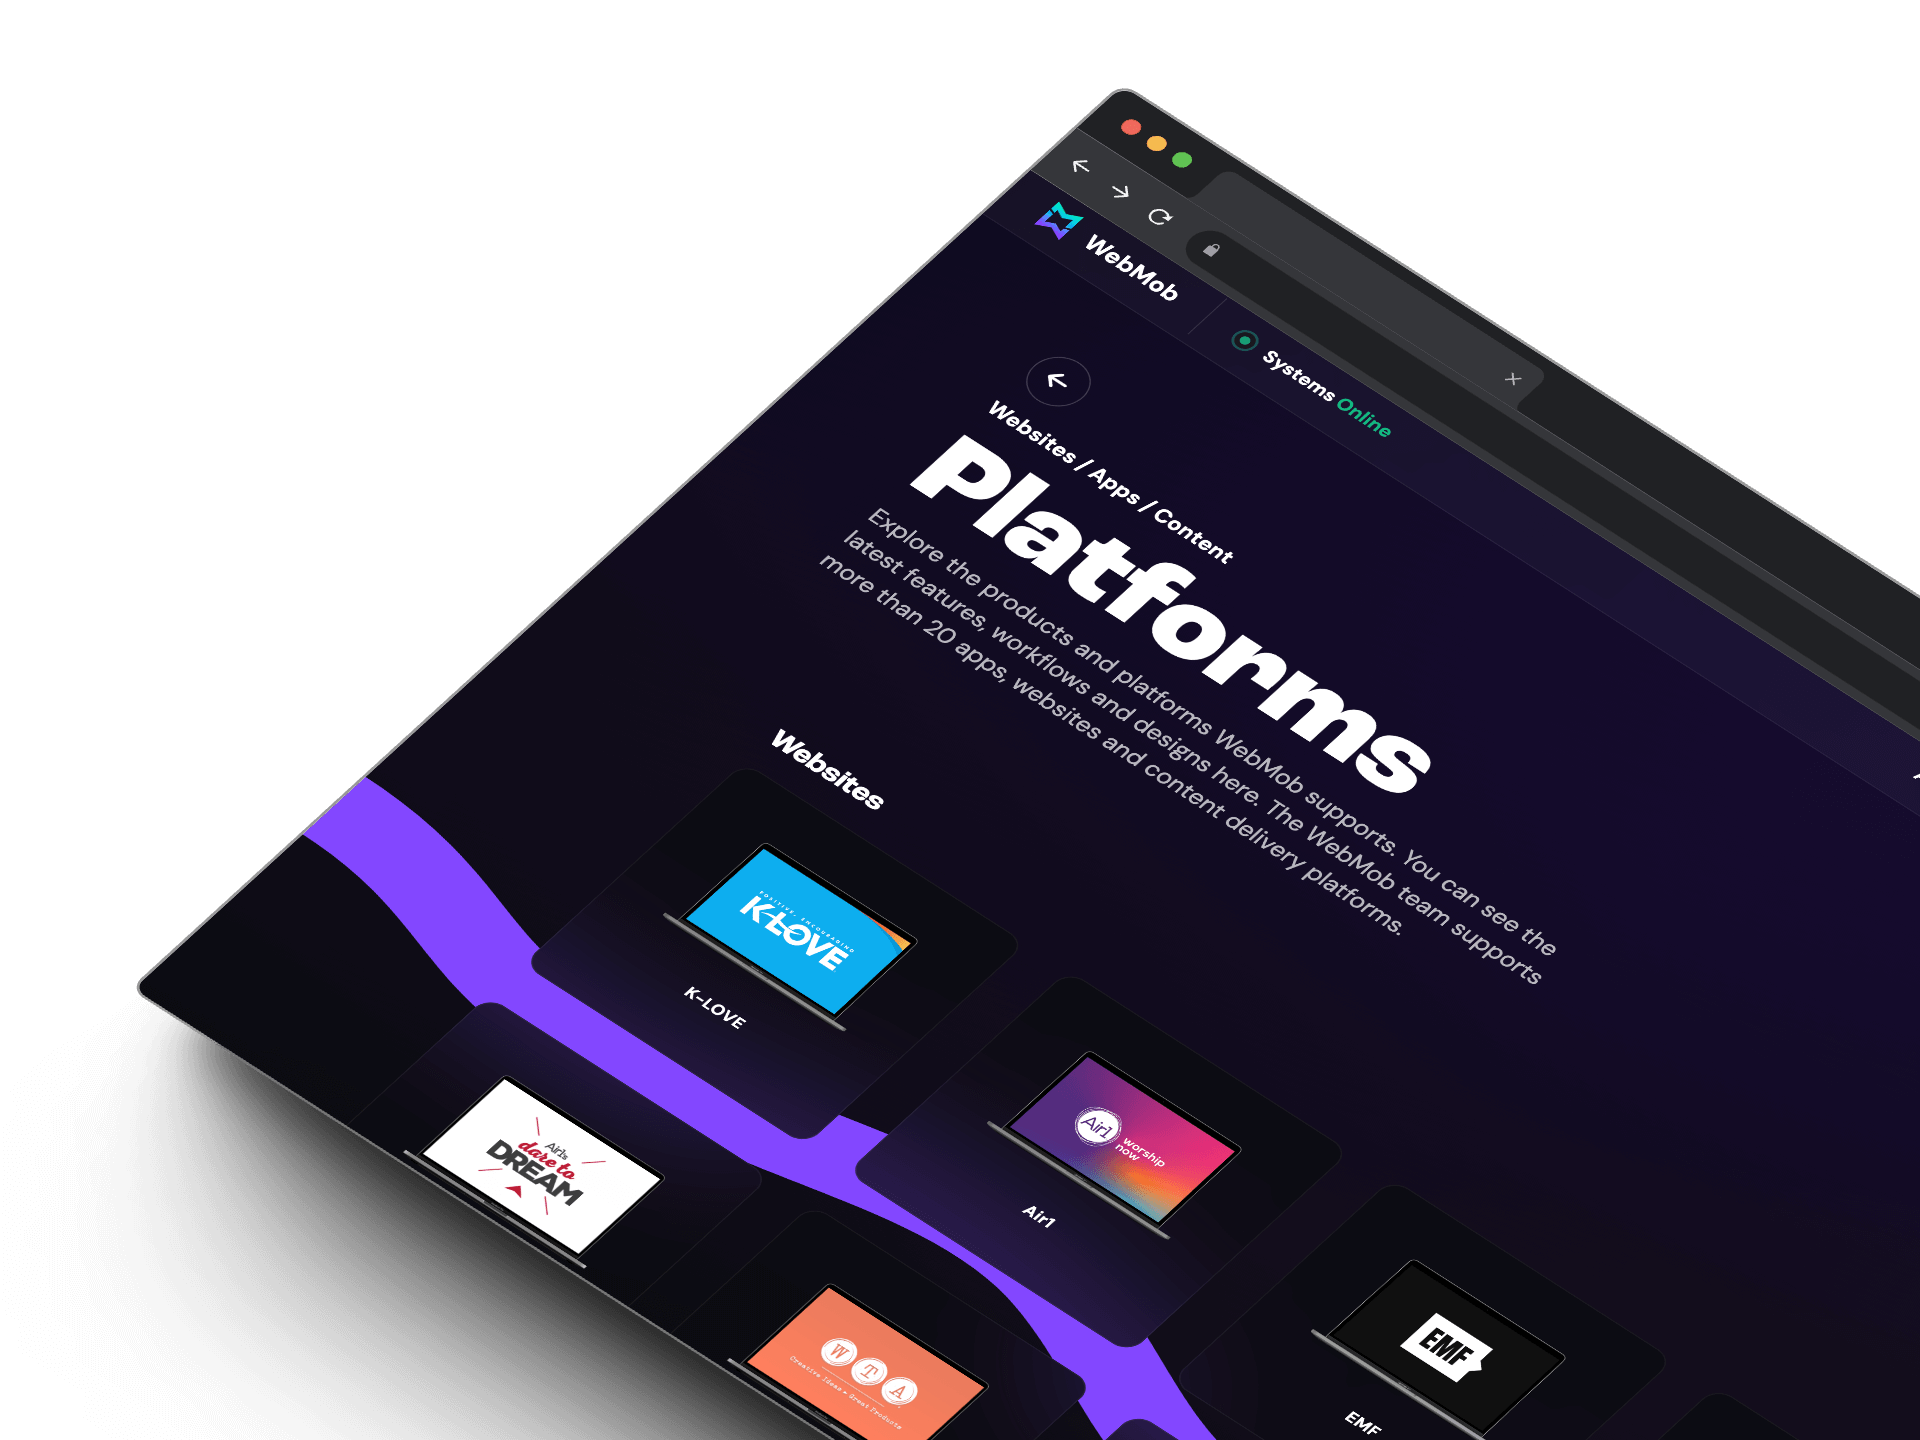 WebMob
Systems Online
Websites / Apps / Content
Platforms
Explore the products and platforms WebMob supports. You can see the
latest features, workflows and designs here. The WebMob team supports
more than 20 apps, websites and content delivery platforms.
Websites
POSITIVE, ENCOURAGING
K-LOVE
K-LOVE
Air1
worship
now
Air1
EMF
EMF
Air1's
dare to
DREAM
WTA
Creative Ideas • Great Products